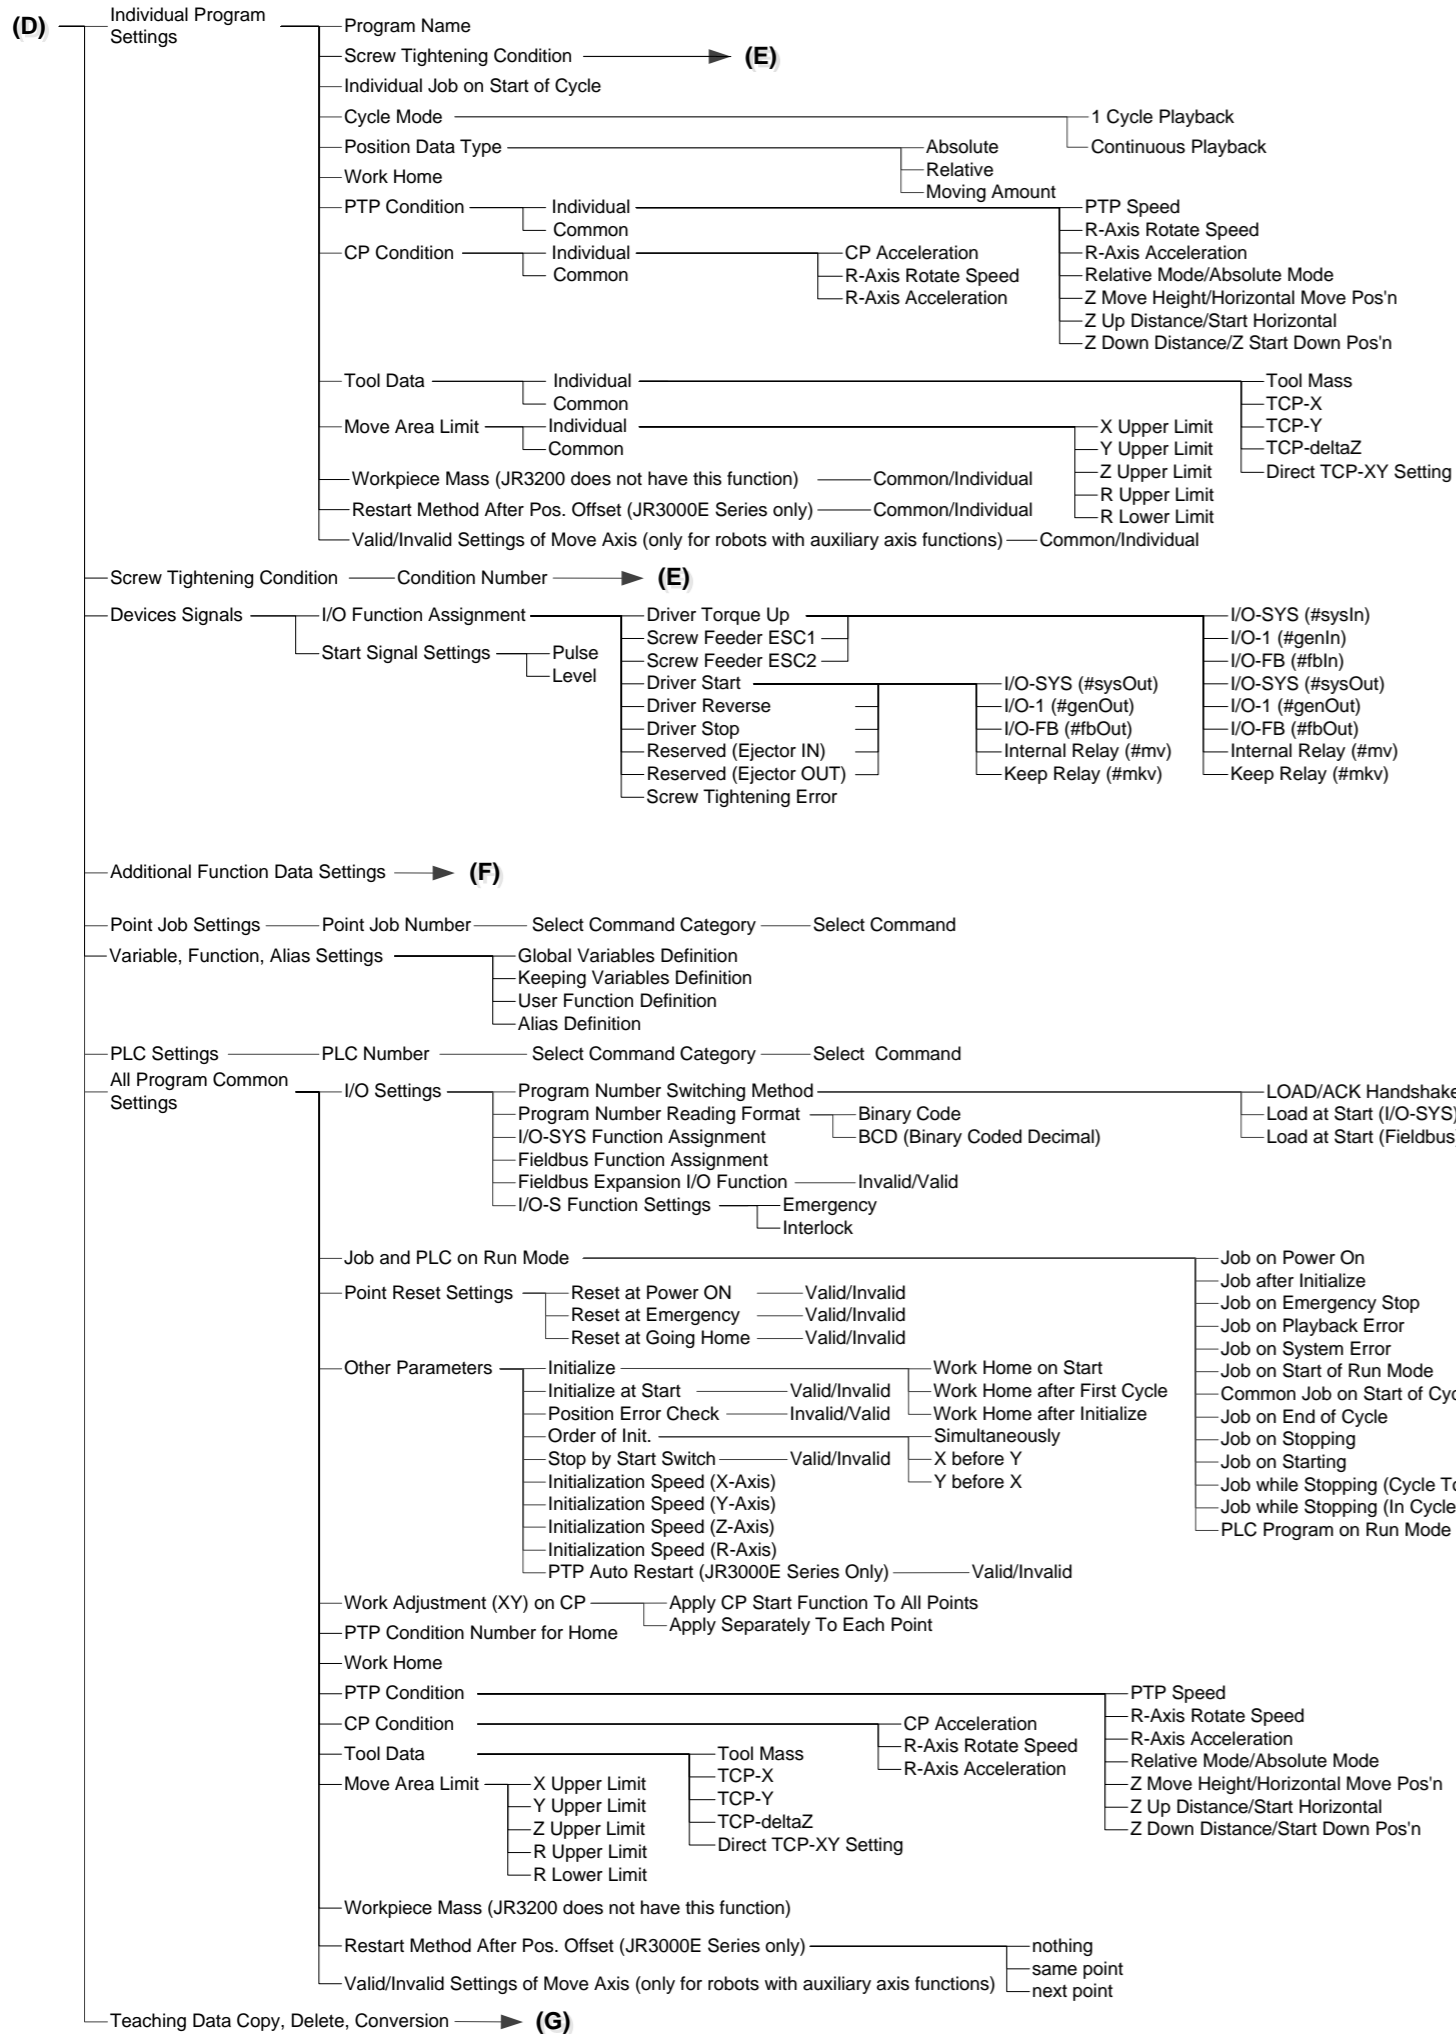 (D)
Individual Program
Settings
Program Name
Screw Tightening Condition (E)
Individual Job on Start of Cycle
Cycle Mode 1 Cycle Playback
Position Data Type Absolute Continuous Playback
Relative
Work Home
Moving Amount
PTP Condition Individual PTP Speed
Common R-Axis Rotate Speed
CP Condition Individual CP Acceleration R-Axis Acceleration
Common R-Axis Rotate Speed Relative Mode/Absolute Mode
R-Axis Acceleration Z Move Height/Horizontal Move Pos'n
Z Up Distance/Start Horizontal
Z Down Distance/Z Start Down Pos'n
Tool Data Individual Tool Mass
Common TCP-X
Move Area Limit Individual X Upper Limit TCP-Y
Common Y Upper Limit TCP-deltaZ
Workpiece Mass (JR3200 does not have this function) Common/Individual Z Upper Limit Direct TCP-XY Setting
R Upper Limit
Restart Method After Pos. Offset (JR3000E Series only) Common/Individual R Lower Limit
Valid/Invalid Settings of Move Axis (only for robots with auxiliary axis functions) Common/Individual
Screw Tightening Condition Condition Number (E)
Devices Signals I/O Function Assignment Driver Torque Up I/O-SYS (#sysIn)
Screw Feeder ESC1 I/O-1 (#genIn)
Start Signal Settings Pulse Screw Feeder ESC2 I/O-FB (#fbIn)
Level Driver Start I/O-SYS (#sysOut) I/O-SYS (#sysOut)
Driver Reverse I/O-1 (#genOut) I/O-1 (#genOut)
Driver Stop I/O-FB (#fbOut) I/O-FB (#fbOut)
Reserved (Ejector IN) Internal Relay (#mv) Internal Relay (#mv)
Reserved (Ejector OUT) Keep Relay (#mkv) Keep Relay (#mkv)
Screw Tightening Error
Additional Function Data Settings (F)
Point Job Settings Point Job Number Select Command Category Select Command
Variable, Function, Alias Settings Global Variables Definition
Keeping Variables Definition
User Function Definition
Alias Definition
PLC Settings PLC Number Select Command Category Select Command
All Program Common
Settings
I/O Settings Program Number Switching Method LOAD/ACK Handshake
Program Number Reading Format Binary Code Load at Start (I/O-SYS)
I/O-SYS Function Assignment BCD (Binary Coded Decimal) Load at Start (Fieldbus
Fieldbus Function Assignment
Fieldbus Expansion I/O Function Invalid/Valid
I/O-S Function Settings Emergency
Interlock
Job and PLC on Run Mode Job on Power On
Job after Initialize
Point Reset Settings Reset at Power ON Valid/Invalid
Job on Emergency Stop
Reset at Emergency Valid/Invalid Job on Playback Error
Reset at Going Home Valid/Invalid Job on System Error
Other Parameters Initialize Work Home on Start Job on Start of Run Mode
Initialize at Start Valid/Invalid Work Home after First Cycle Common Job on Start of Cyc
Position Error Check Invalid/Valid Work Home after Initialize Job on End of Cycle
Order of Init. Simultaneously Job on Stopping
Stop by Start Switch Valid/Invalid X before Y Job on Starting
Initialization Speed (X-Axis) Y before X Job while Stopping (Cycle To
Initialization Speed (Y-Axis) Job while Stopping (In Cycle
Initialization Speed (Z-Axis) PLC Program on Run Mode
Initialization Speed (R-Axis)
PTP Auto Restart (JR3000E Series Only) Valid/Invalid
Work Adjustment (XY) on CP Apply CP Start Function To All Points
Apply Separately To Each Point
PTP Condition Number for Home
Work Home
PTP Condition PTP Speed
R-Axis Rotate Speed
CP Condition CP Acceleration R-Axis Acceleration
R-Axis Rotate Speed
Tool Data Tool Mass R-Axis Acceleration Relative Mode/Absolute Mode
Move Area Limit X Upper Limit TCP-X Z Move Height/Horizontal Move Pos'n
Y Upper Limit TCP-Y Z Up Distance/Start Horizontal
Z Upper Limit TCP-deltaZ Z Down Distance/Start Down Pos'n
R Upper Limit Direct TCP-XY Setting
R Lower Limit
Workpiece Mass (JR3200 does not have this function)
Restart Method After Pos. Offset (JR3000E Series only) nothing
same point
Valid/Invalid Settings of Move Axis (only for robots with auxiliary axis functions) next point
Teaching Data Copy, Delete, Conversion (G)